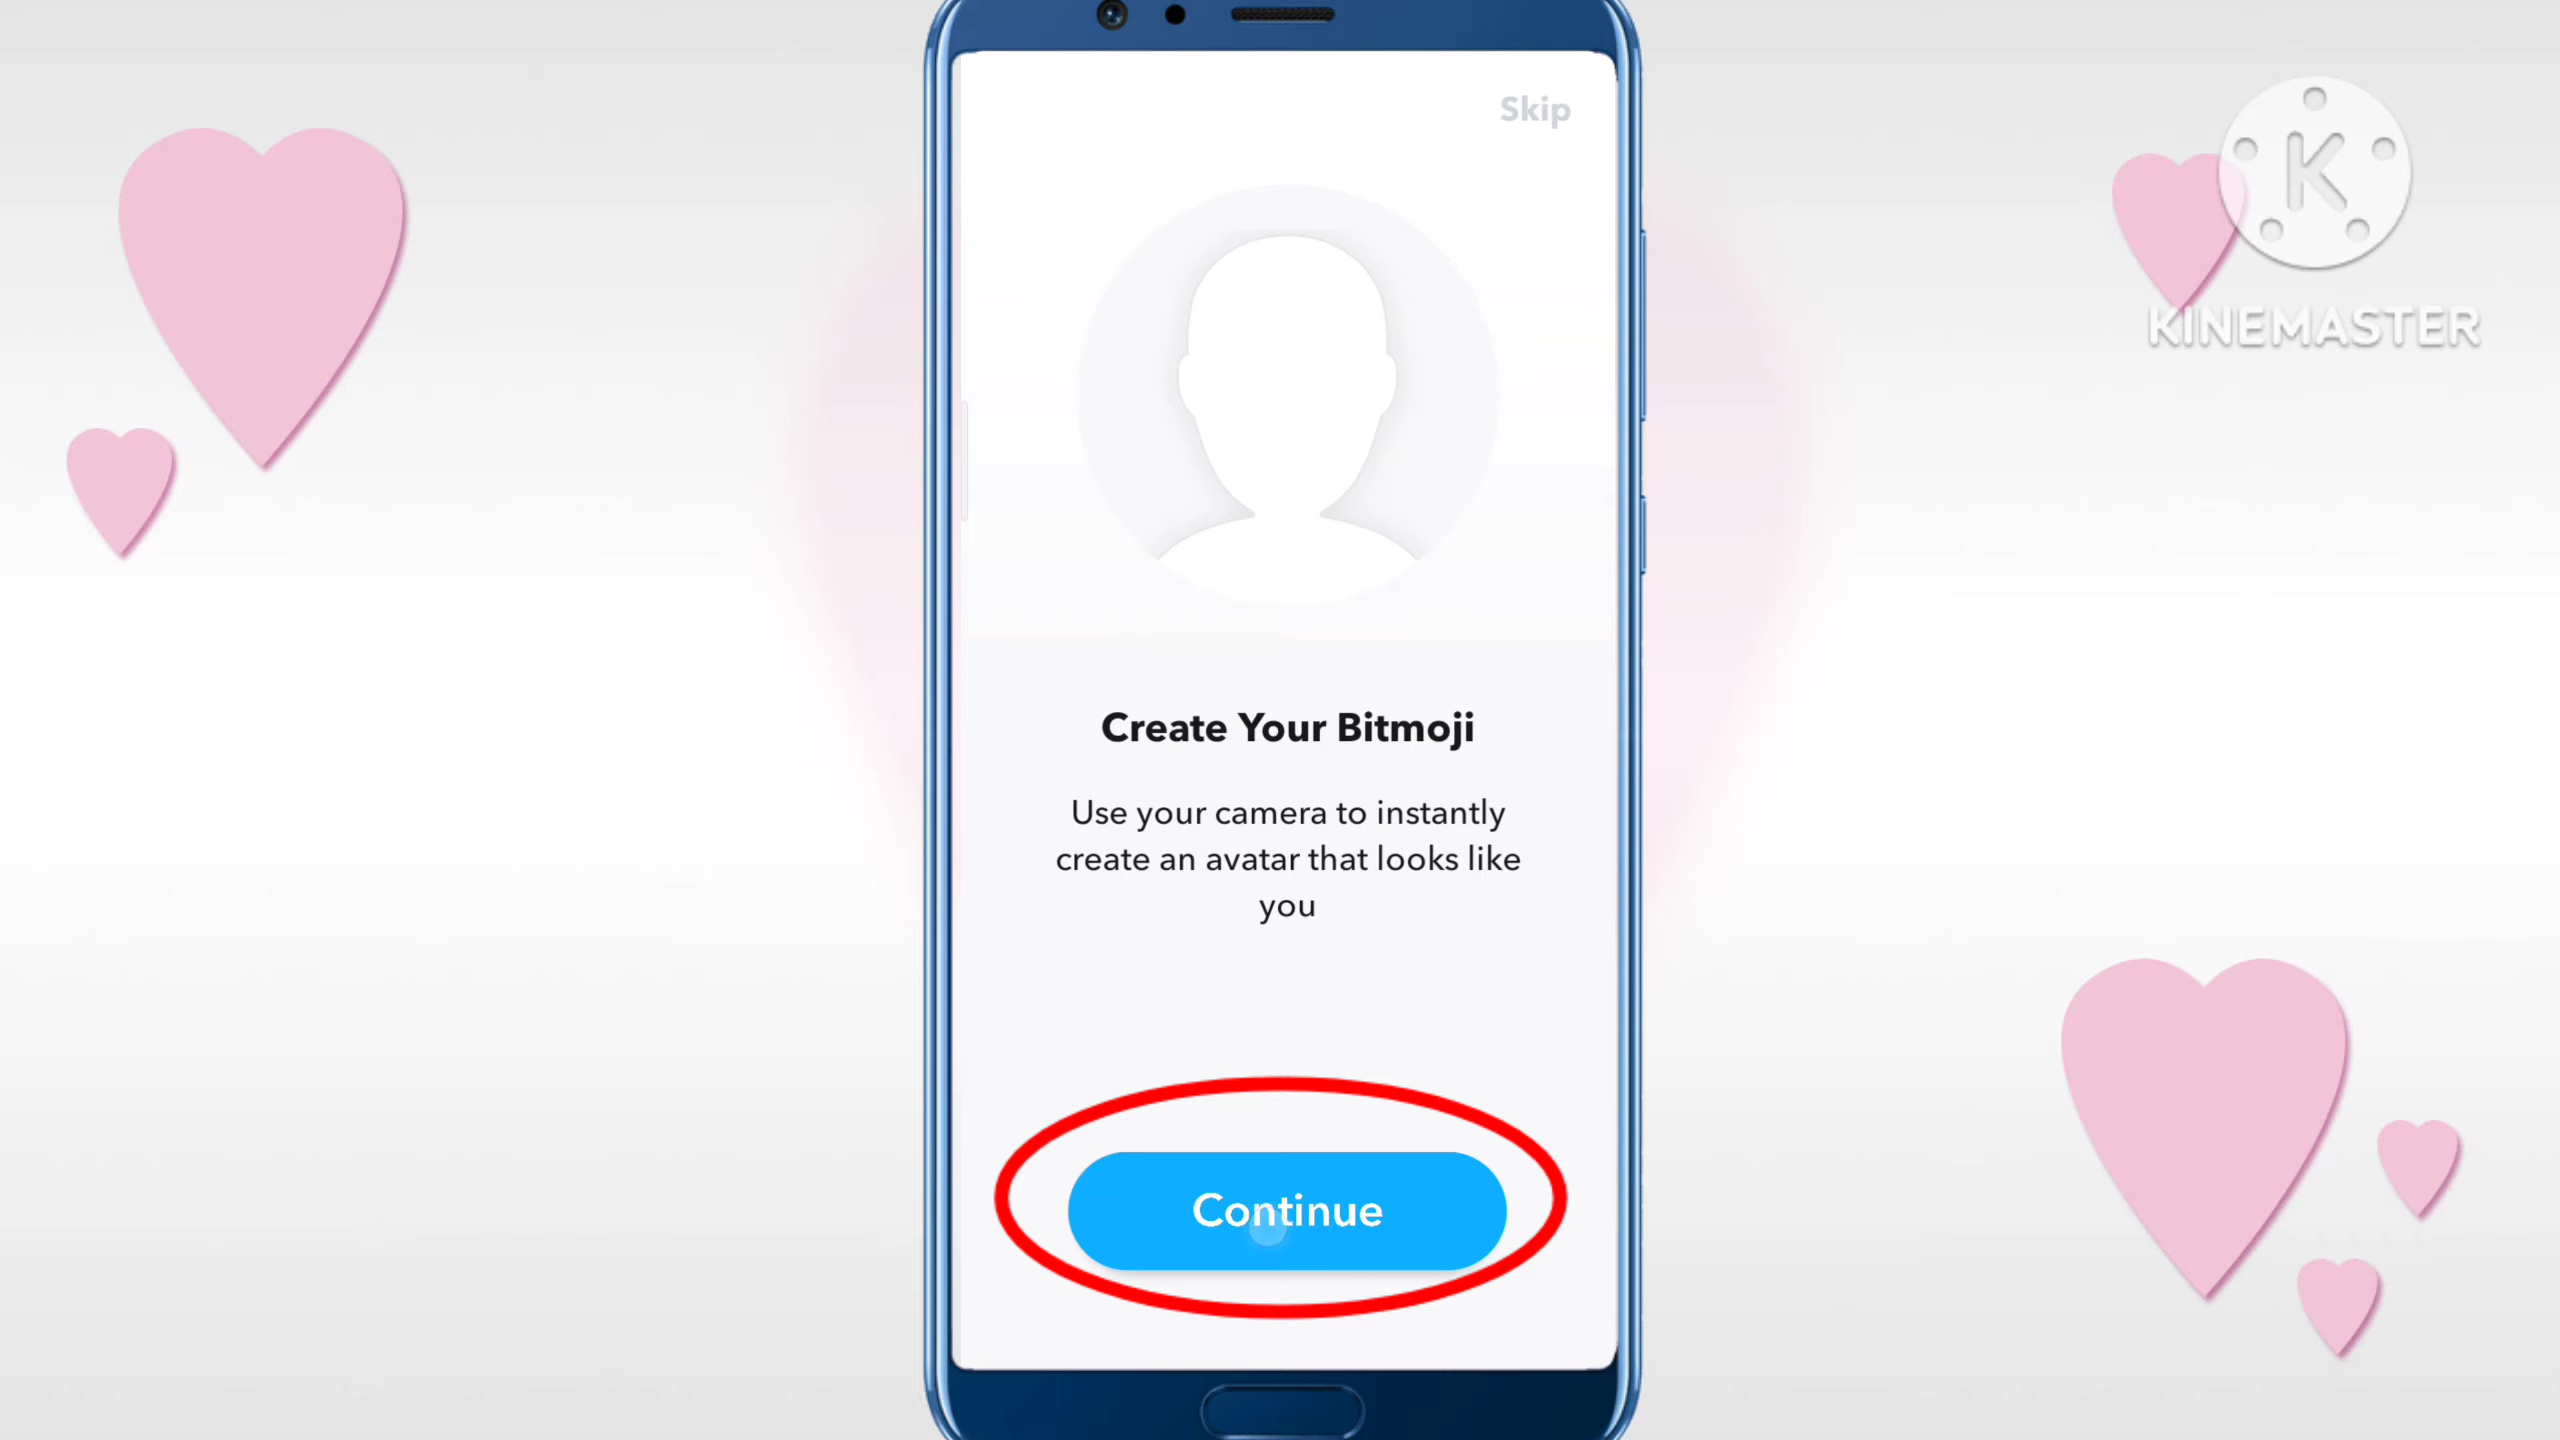 Skip
K
KINEMASTER
Create Your Bitmoji
Use your camera to instantly
create an avatar that looks like
you
Continue